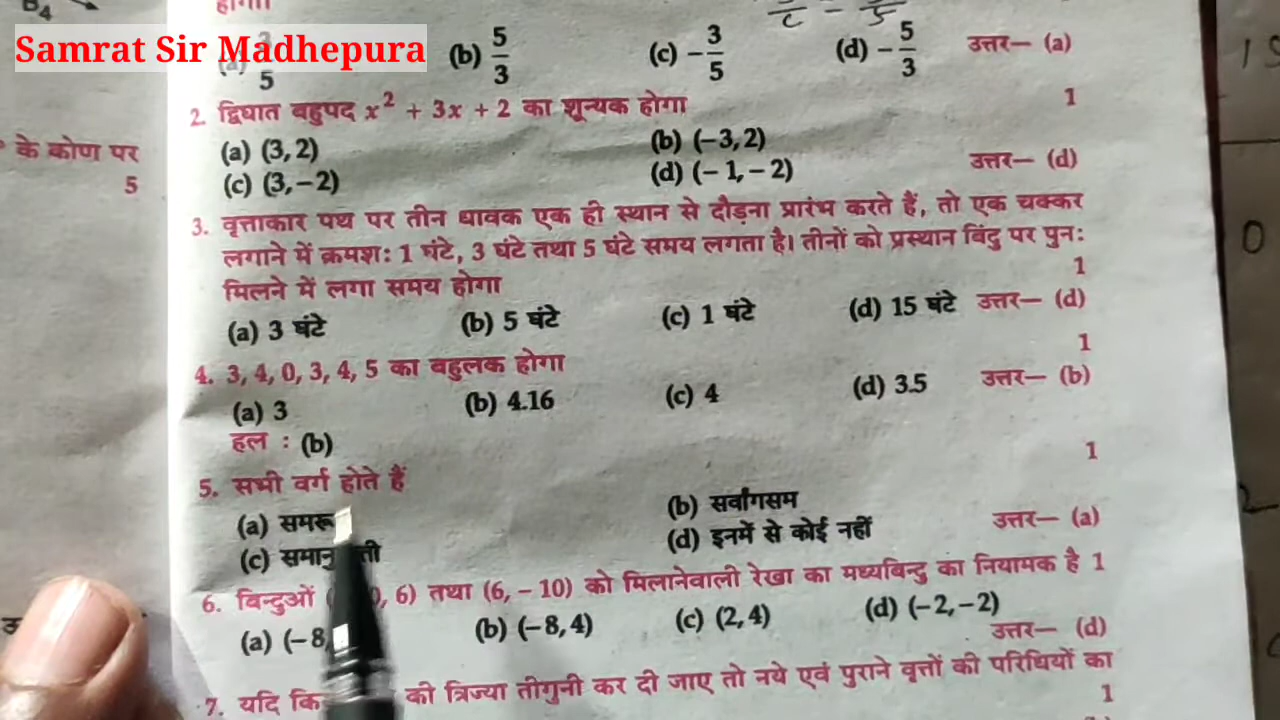 B₄
होगा।
Samrat Sir Madhepura
5
(b) 5/3 (c) −3/5 (d) −5/3 उत्तर— (a)
2. द्विघात बहुपद x² + 3x + 2 का शून्यक होगा 1
(a) (3, 2) (b) (−3, 2)
(c) (3, −2) (d) (−1, −2) उत्तर— (d)
के कोण पर
5
3. वृत्ताकार पथ पर तीन धावक एक ही स्थान से दौड़ना प्रारंभ करते हैं, तो एक चक्कर
लगाने में क्रमशः 1 घंटे, 3 घंटे तथा 5 घंटे समय लगता है। तीनों को प्रस्थान बिंदु पर पुनः
मिलने में लगा समय होगा 1
(a) 3 घंटे (b) 5 घंटे (c) 1 घंटे (d) 15 घंटे उत्तर— (d)
4. 3, 4, 0, 3, 4, 5 का बहुलक होगा 1
(a) 3 (b) 4.16 (c) 4 (d) 3.5 उत्तर— (b)
हल : (b)
5. सभी वर्ग होते हैं 1
(a) (b) सर्वांगसम
(c) (d) इनमें से कोई नहीं उत्तर— (a)
6. बिन्दुओं 6) तथा (6, −10) को मिलानेवाली रेखा का मध्यबिन्दु का नियामक है 1
(a) (−8, (b) (−8, 4) (c) (2, 4) (d) (−2, −2)
उत्तर— (d)
7. यदि की त्रिज्या तीगुनी कर दी जाए तो नये एवं पुराने वृत्तों की परिधियों का
1